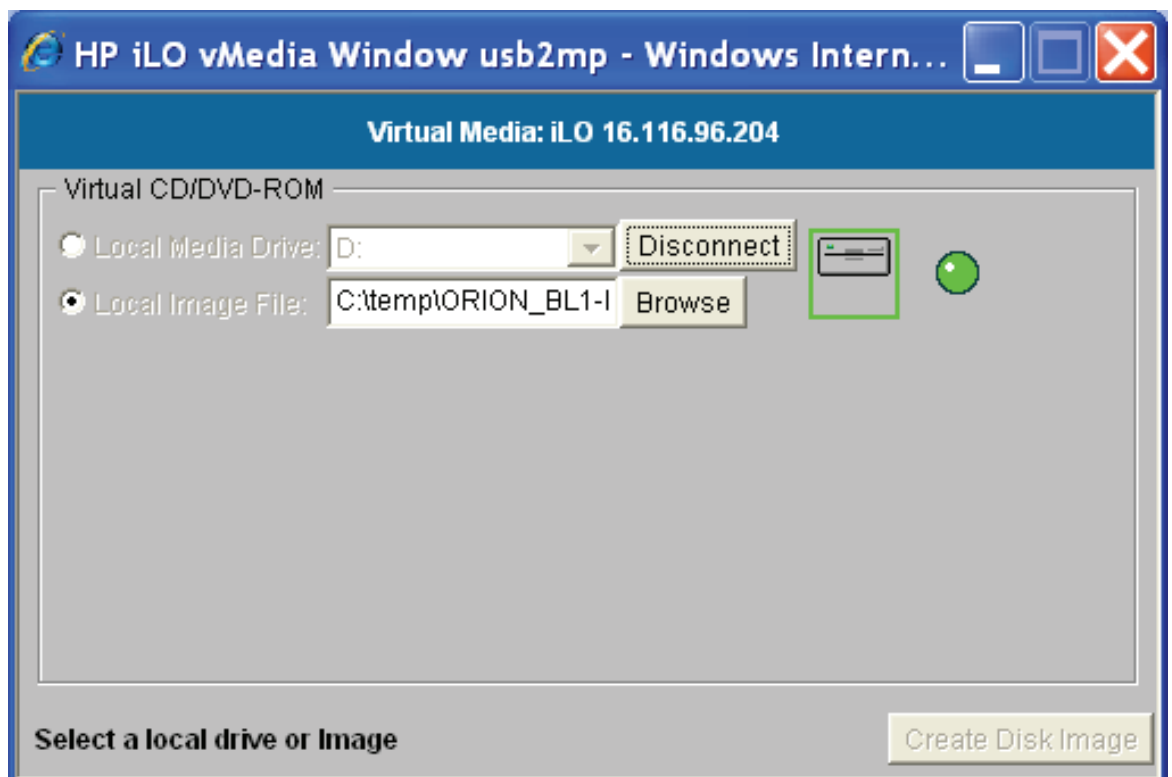 HP iLO vMedia Window usb2mp - Windows Intern...
Virtual Media: iLO 16.116.96.204
Virtual CD/DVD-ROM
Local Media Drive: D: Disconnect
Local Image File: C:\temp\ORION_BL1-I Browse
Select a local drive or Image Create Disk Image